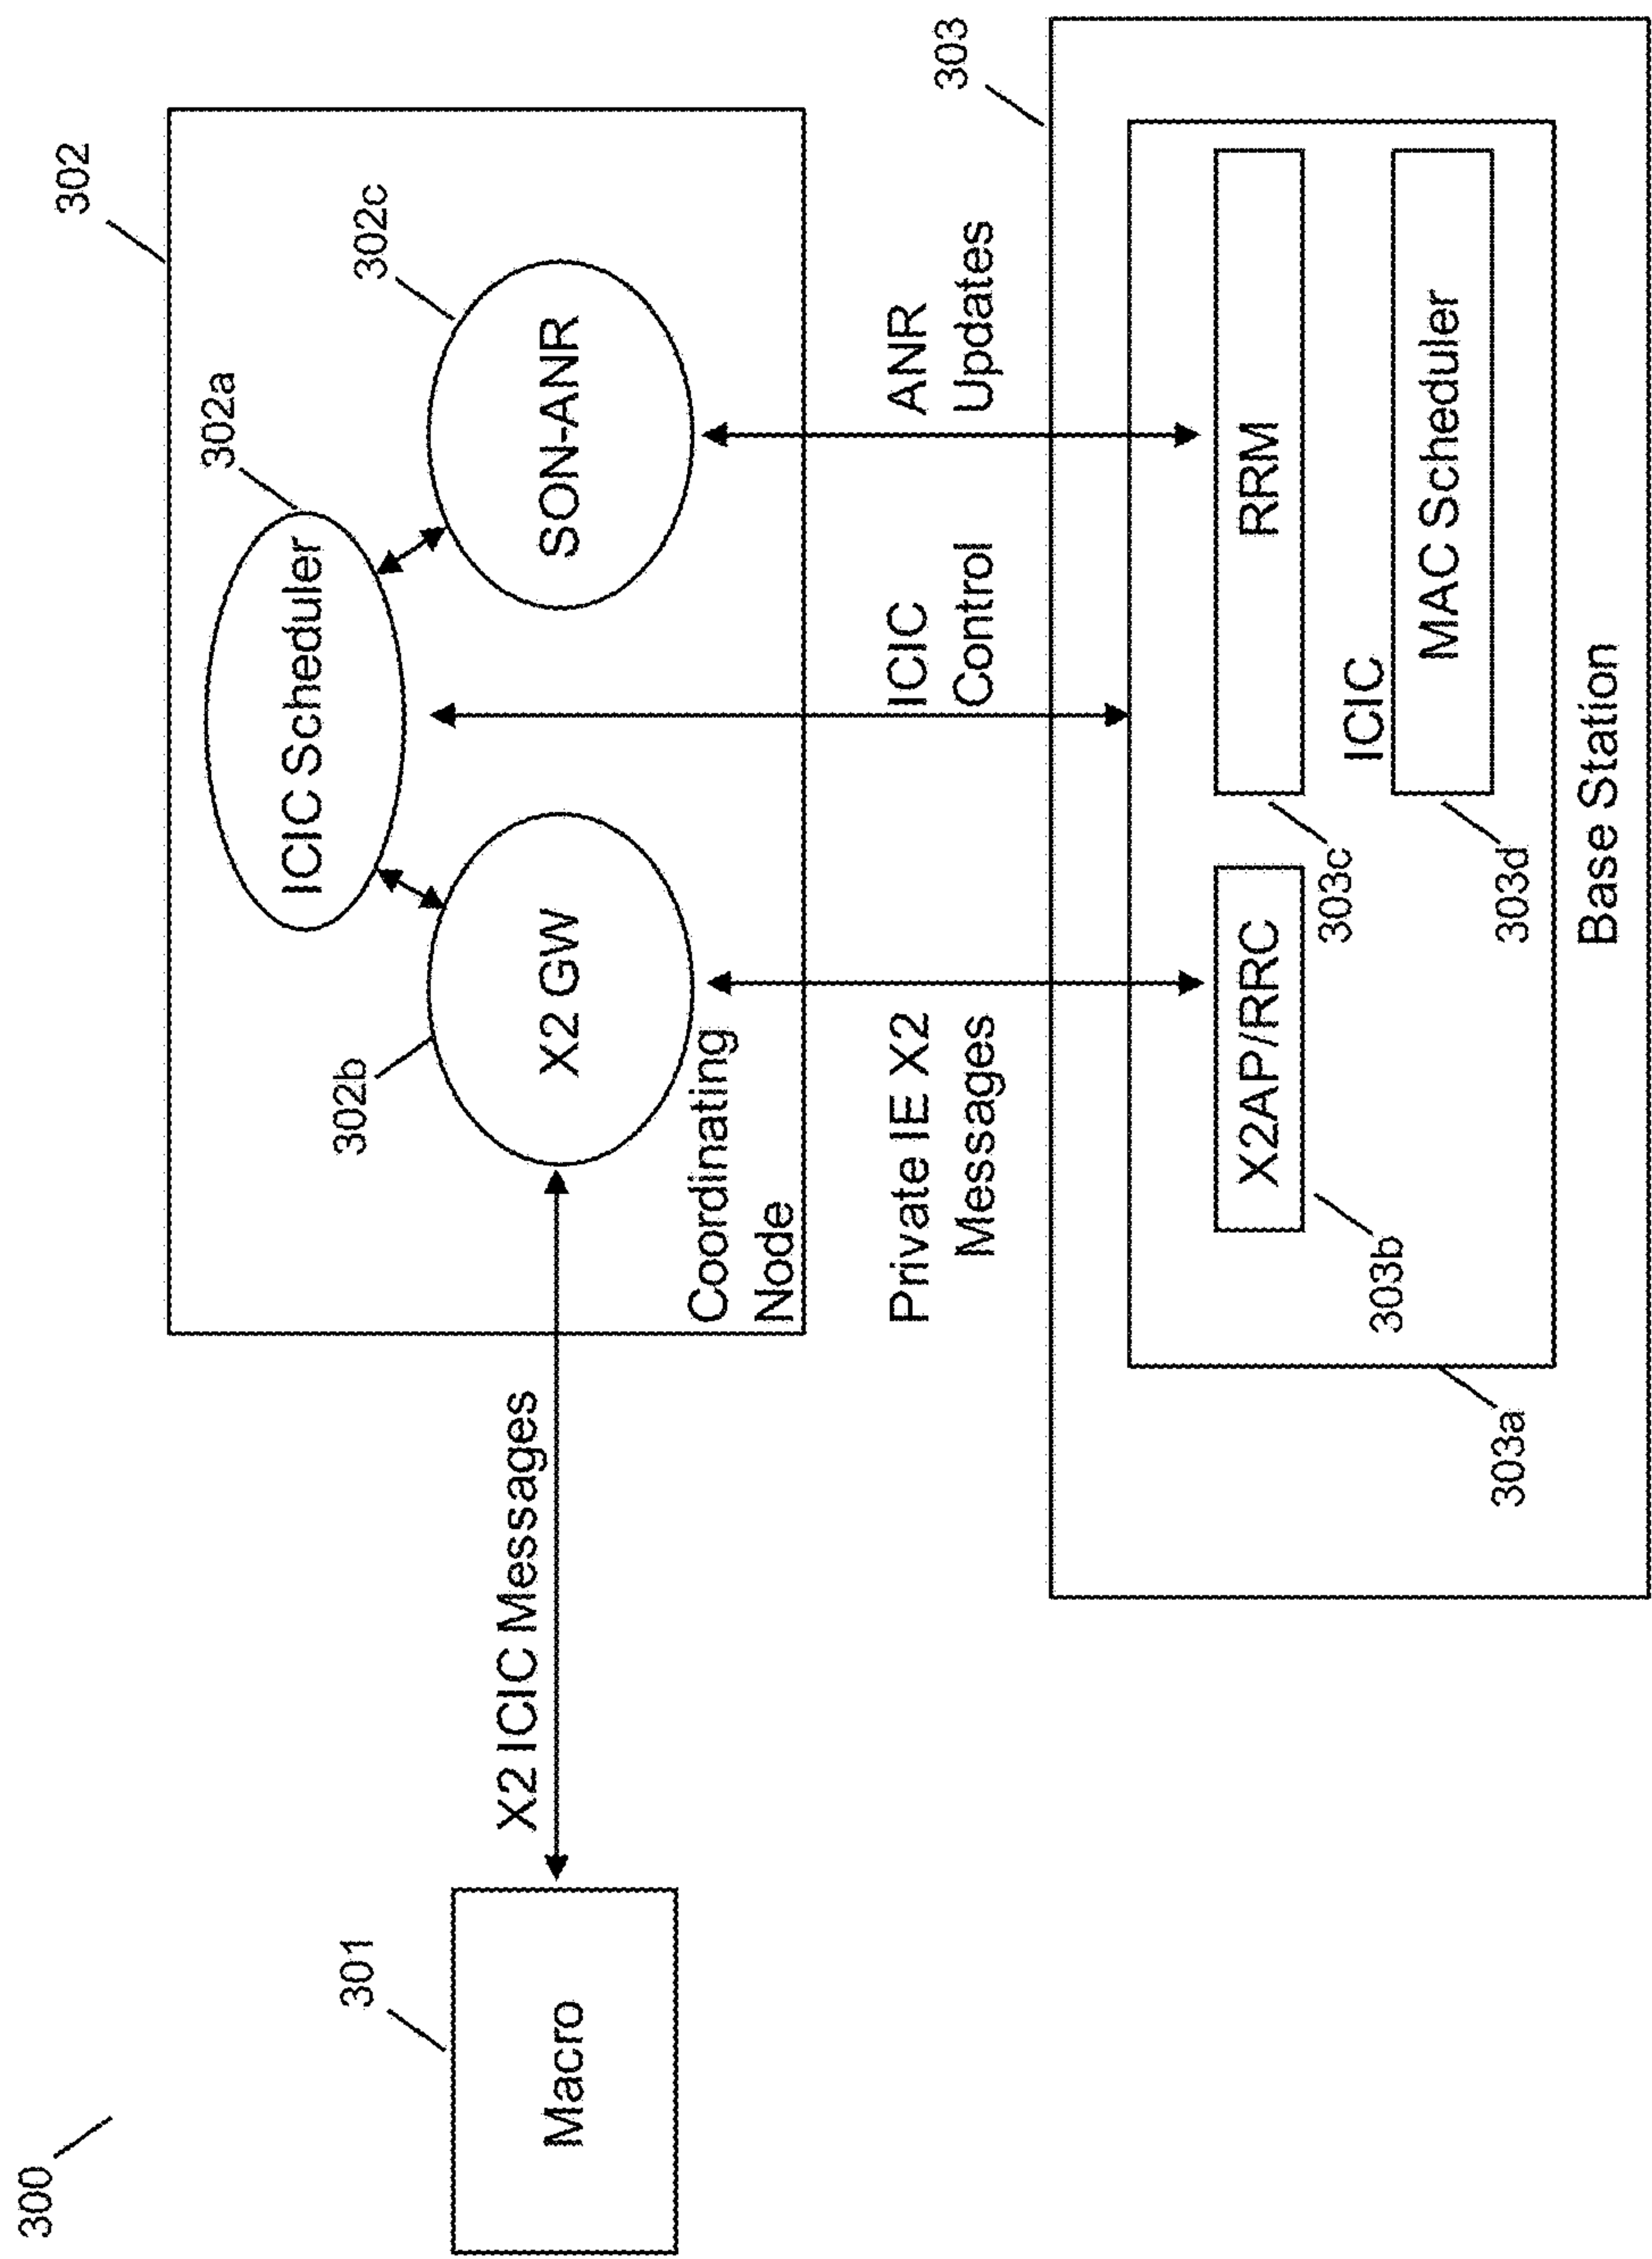 300
301
Macro
X2 ICIC Messages
302
302a
ICIC Scheduler
302b
X2 GW
302c
SON-ANR
Coordinating
Node
Private IE X2
Messages
ICIC
Control
ANR
Updates
303
303a
X2AP/RRC
303b
RRM
303c
ICIC
MAC Scheduler
303d
Base Station